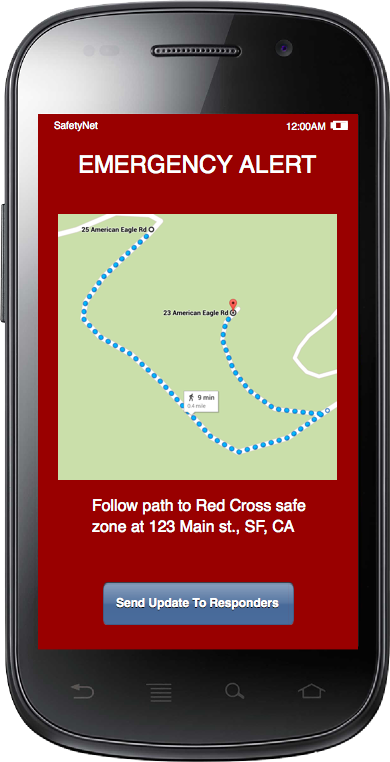 SafetyNet 12:00AM
EMERGENCY ALERT
25 American Eagle Rd
23 American Eagle Rd
9 min
0.4 mile
Follow path to Red Cross safe
zone at 123 Main st., SF, CA
Send Update To Responders